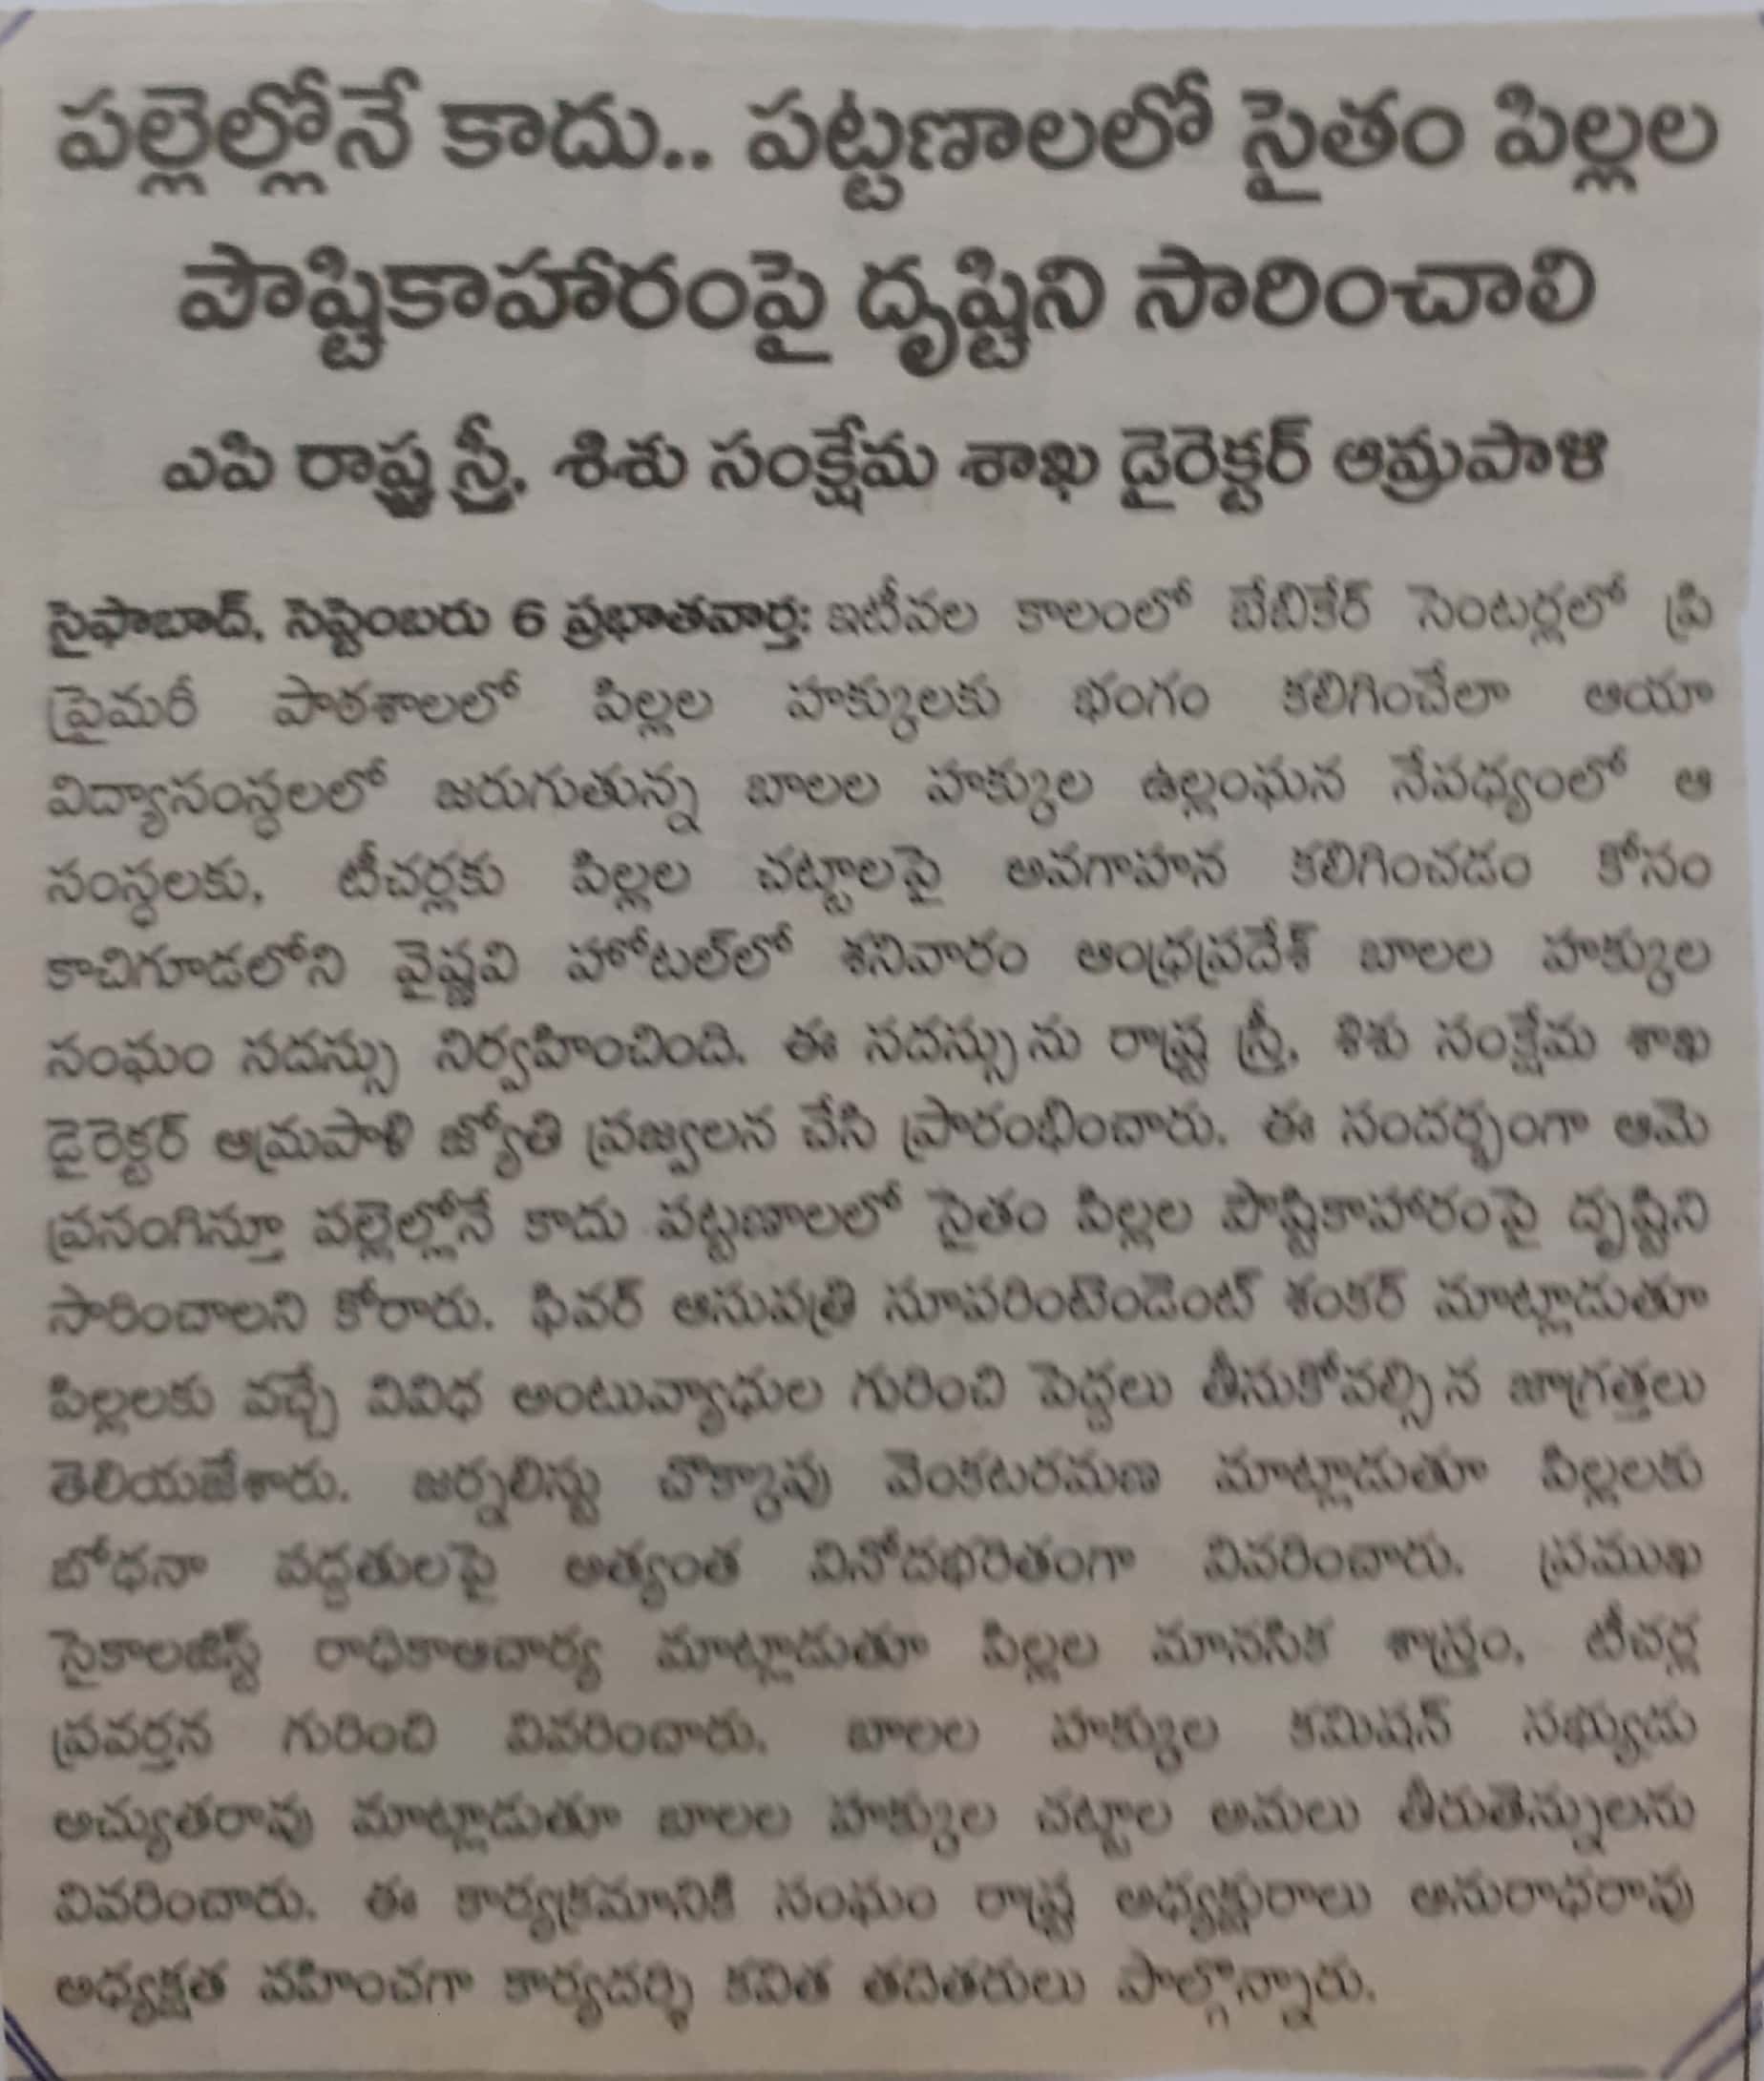 పల్లెల్లోనే కాదు.. పట్టణాలలో సైతం పిల్లల
పౌష్టికాహారంపై దృష్టిని సారించాలి
ఎపి రాష్ట్ర స్త్రీ, శిశు సంక్షేమ శాఖ డైరెక్టర్ ఆమ్రపాళి
సైఫాబాద్, సెప్టెంబరు 6 ప్రభాతవార్త: ఇటీవల కాలంలో బేబికేర్ సెంటర్లలో ప్రి
ప్రైమరీ పాఠశాలలో పిల్లల హక్కులకు భంగం కలిగించేలా ఆయా
విద్యాసంస్థలలో జరుగుతున్న బాలల హక్కుల ఉల్లంఘన నేపధ్యంలో ఆ
సంస్థలకు, టీచర్లకు పిల్లల చట్టాలపై అవగాహన కలిగించడం కోసం
కాచిగూడలోని వైష్ణవి హోటల్‌లో శనివారం ఆంధ్రప్రదేశ్ బాలల హక్కుల
సంఘం సదస్సు నిర్వహించింది. ఈ సదస్సును రాష్ట్ర స్త్రీ, శిశు సంక్షేమ శాఖ
డైరెక్టర్ ఆమ్రపాళి జ్యోతి ప్రజ్వలన చేసి ప్రారంభించారు. ఈ సందర్భంగా ఆమె
ప్రసంగిస్తూ పల్లెల్లోనే కాదు పట్టణాలలో సైతం పిల్లల పౌష్టికాహారంపై దృష్టిని
సారించాలని కోరారు. ఫివర్ ఆసుపత్రి సూపరింటెండెంట్ శంకర్ మాట్లాడుతూ
పిల్లలకు వచ్చే వివిధ అంటువ్యాధుల గురించి పెద్దలు తీసుకోవల్సిన జాగ్రత్తలు
తెలియజేశారు. జర్నలిస్టు చొక్కాపు వెంకటరమణ మాట్లాడుతూ పిల్లలకు
బోధనా పద్దతులపై అత్యంత వినోదభరితంగా వివరించారు. ప్రముఖ
సైకాలజిస్ట్ రాధికాఆచార్య మాట్లాడుతూ పిల్లల మానసిక శాస్త్రం, టీచర్ల
ప్రవర్తన గురించి వివరించారు. బాలల హక్కుల కమిషన్ సభ్యుడు
అచ్యుతరావు మాట్లాడుతూ బాలల హక్కుల చట్టాల అమలు తీరుతెన్నులను
వివరించారు. ఈ కార్యక్రమానికి సంఘం రాష్ట్ర అధ్యక్షురాలు అనురాధరావు
అధ్యక్షత వహించగా కార్యదర్శి కవిత తదితరులు పాల్గొన్నారు.